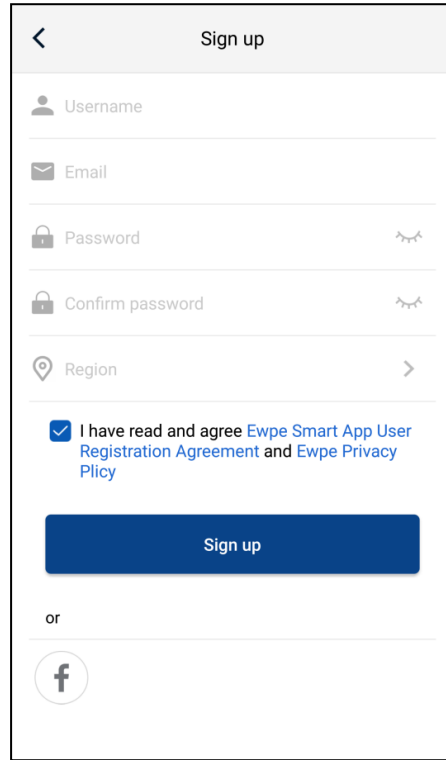 Sign up
Username
Email
Password
Confirm password
Region
I have read and agree Ewpe Smart App User
Registration Agreement and Ewpe Privacy
Plicy
Sign up
or
f